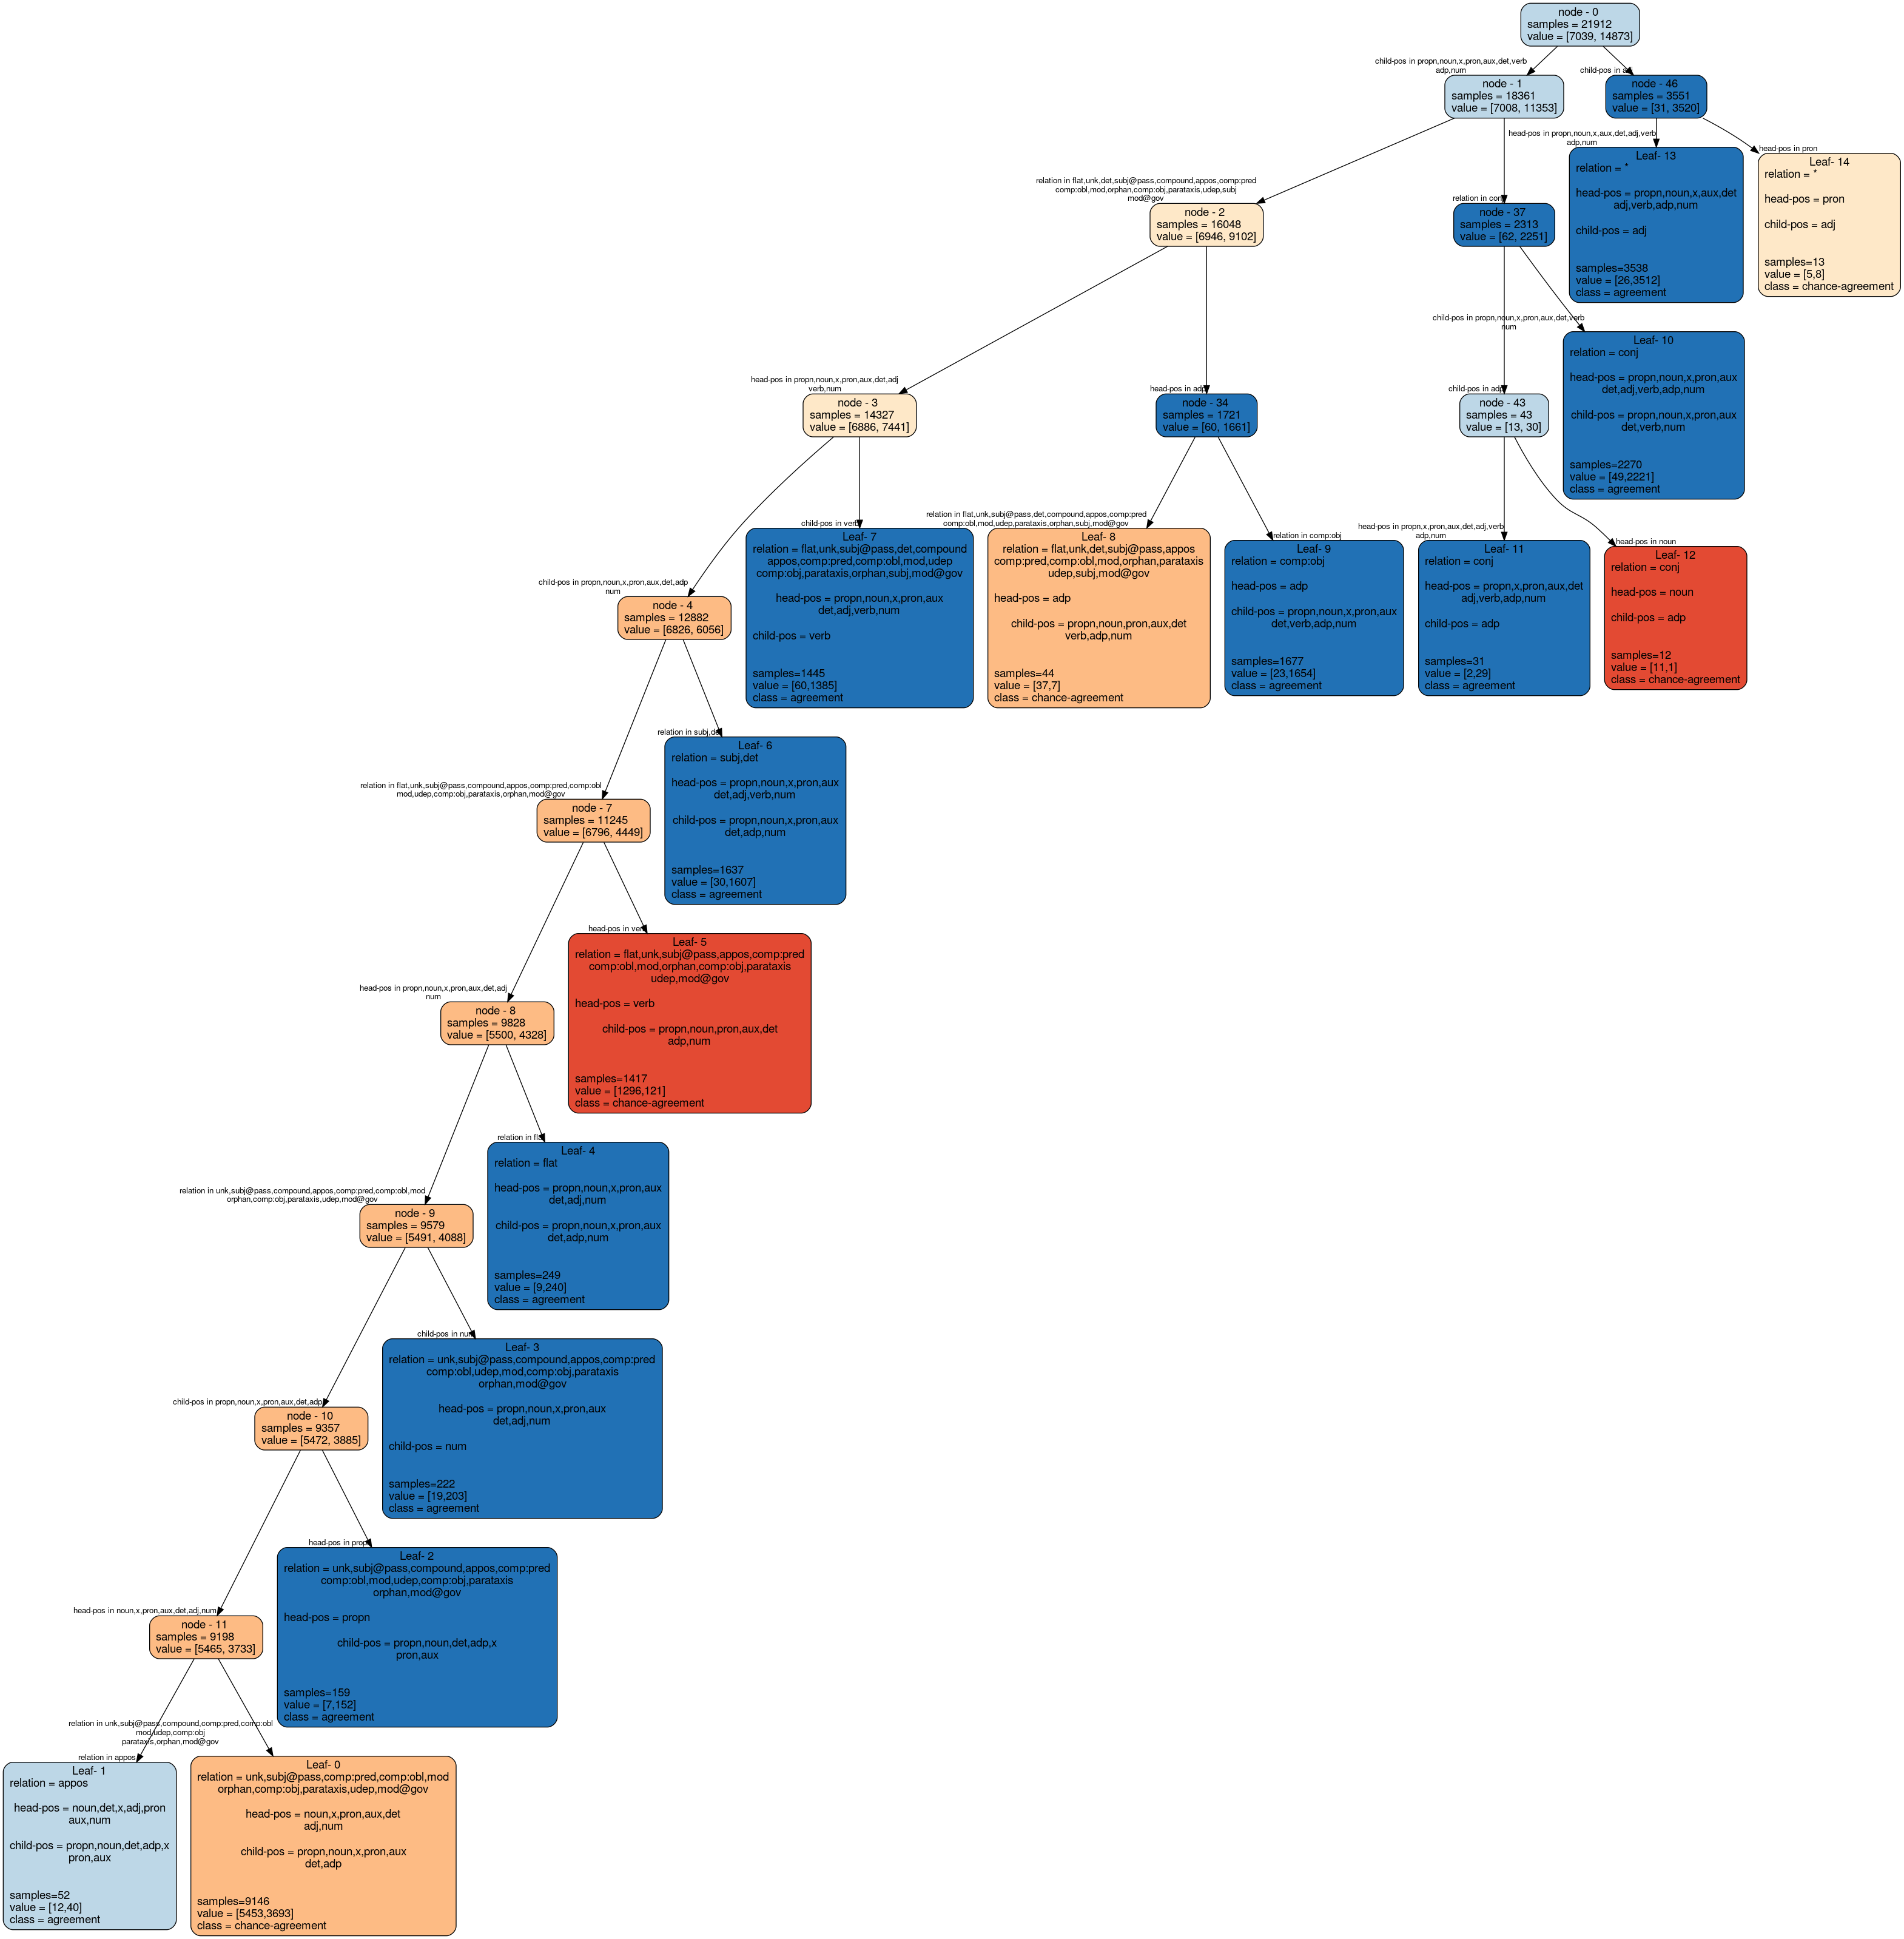 node - 0
samples = 21912
value = [7039, 14873]
child-pos in propn,noun,x,pron,aux,det,verb
adp,num
child-pos in adj
node - 1
samples = 18361
value = [7008, 11353]
node - 46
samples = 3551
value = [31, 3520]
head-pos in propn,noun,x,aux,det,adj,verb
adp,num
head-pos in pron
Leaf- 13
relation = *
head-pos = propn,noun,x,aux,det
adj,verb,adp,num
child-pos = adj
samples=3538
value = [26,3512]
class = agreement
Leaf- 14
relation = *
head-pos = pron
child-pos = adj
samples=13
value = [5,8]
class = chance-agreement
relation in flat,unk,det,subj@pass,compound,appos,comp:pred
comp:obl,mod,orphan,comp:obj,parataxis,udep,subj
mod@gov
relation in conj
node - 2
samples = 16048
value = [6946, 9102]
node - 37
samples = 2313
value = [62, 2251]
child-pos in propn,noun,x,pron,aux,det,verb
num
Leaf- 10
relation = conj
head-pos = propn,noun,x,pron,aux
det,adj,verb,adp,num
child-pos = propn,noun,x,pron,aux
det,verb,num
samples=2270
value = [49,2221]
class = agreement
head-pos in propn,noun,x,pron,aux,det,adj
verb,num
head-pos in adp
child-pos in adp
node - 3
samples = 14327
value = [6886, 7441]
node - 34
samples = 1721
value = [60, 1661]
node - 43
samples = 43
value = [13, 30]
child-pos in verb
relation in flat,unk,subj@pass,det,compound,appos,comp:pred
comp:obl,mod,udep,parataxis,orphan,subj,mod@gov
relation in comp:obj
head-pos in propn,x,pron,aux,det,adj,verb
adp,num
head-pos in noun
Leaf- 7
relation = flat,unk,subj@pass,det,compound
appos,comp:pred,comp:obl,mod,udep
comp:obj,parataxis,orphan,subj,mod@gov
head-pos = propn,noun,x,pron,aux
det,adj,verb,num
child-pos = verb
samples=1445
value = [60,1385]
class = agreement
Leaf- 8
relation = flat,unk,det,subj@pass,appos
comp:pred,comp:obl,mod,orphan,parataxis
udep,subj,mod@gov
head-pos = adp
child-pos = propn,noun,pron,aux,det
verb,adp,num
samples=44
value = [37,7]
class = chance-agreement
Leaf- 9
relation = comp:obj
head-pos = adp
child-pos = propn,noun,x,pron,aux
det,verb,adp,num
samples=1677
value = [23,1654]
class = agreement
Leaf- 11
relation = conj
head-pos = propn,x,pron,aux,det
adj,verb,adp,num
child-pos = adp
samples=31
value = [2,29]
class = agreement
Leaf- 12
relation = conj
head-pos = noun
child-pos = adp
samples=12
value = [11,1]
class = chance-agreement
child-pos in propn,noun,x,pron,aux,det,adp
num
node - 4
samples = 12882
value = [6826, 6056]
relation in subj,det
Leaf- 6
relation = subj,det
head-pos = propn,noun,x,pron,aux
det,adj,verb,num
child-pos = propn,noun,x,pron,aux
det,adp,num
samples=1637
value = [30,1607]
class = agreement
relation in flat,unk,subj@pass,compound,appos,comp:pred,comp:obl
mod,udep,comp:obj,parataxis,orphan,mod@gov
node - 7
samples = 11245
value = [6796, 4449]
head-pos in verb
Leaf- 5
relation = flat,unk,subj@pass,appos,comp:pred
comp:obl,mod,orphan,comp:obj,parataxis
udep,mod@gov
head-pos = verb
child-pos = propn,noun,pron,aux,det
adp,num
samples=1417
value = [1296,121]
class = chance-agreement
head-pos in propn,noun,x,pron,aux,det,adj
num
node - 8
samples = 9828
value = [5500, 4328]
relation in flat
Leaf- 4
relation = flat
head-pos = propn,noun,x,pron,aux
det,adj,num
child-pos = propn,noun,x,pron,aux
det,adp,num
samples=249
value = [9,240]
class = agreement
relation in unk,subj@pass,compound,appos,comp:pred,comp:obl,mod
orphan,comp:obj,parataxis,udep,mod@gov
node - 9
samples = 9579
value = [5491, 4088]
child-pos in num
Leaf- 3
relation = unk,subj@pass,compound,appos,comp:pred
comp:obl,udep,mod,comp:obj,parataxis
orphan,mod@gov
head-pos = propn,noun,x,pron,aux
det,adj,num
child-pos = num
samples=222
value = [19,203]
class = agreement
child-pos in propn,noun,x,pron,aux,det,adp
node - 10
samples = 9357
value = [5472, 3885]
head-pos in propn
Leaf- 2
relation = unk,subj@pass,compound,appos,comp:pred
comp:obl,mod,udep,comp:obj,parataxis
orphan,mod@gov
head-pos = propn
child-pos = propn,noun,det,adp,x
pron,aux
samples=159
value = [7,152]
class = agreement
head-pos in noun,x,pron,aux,det,adj,num
node - 11
samples = 9198
value = [5465, 3733]
relation in unk,subj@pass,compound,comp:pred,comp:obl
mod,udep,comp:obj
parataxis,orphan,mod@gov
relation in appos
Leaf- 1
relation = appos
head-pos = noun,det,x,adj,pron
aux,num
child-pos = propn,noun,det,adp,x
pron,aux
samples=52
value = [12,40]
class = agreement
Leaf- 0
relation = unk,subj@pass,comp:pred,comp:obl,mod
orphan,comp:obj,parataxis,udep,mod@gov
head-pos = noun,x,pron,aux,det
adj,num
child-pos = propn,noun,x,pron,aux
det,adp
samples=9146
value = [5453,3693]
class = chance-agreement